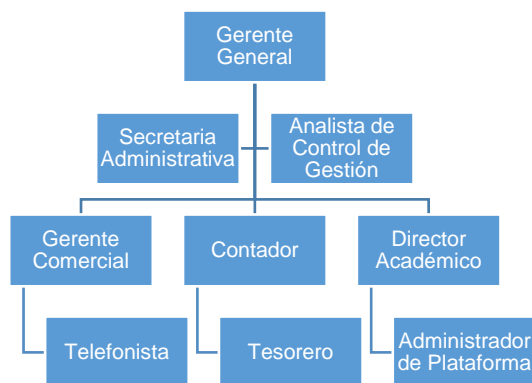 Gerente
General
Secretaria
Administrativa
Analista de
Control de
Gestión
Gerente
Comercial
Contador
Director
Académico
Telefonista
Tesorero
Administrador
de Plataforma